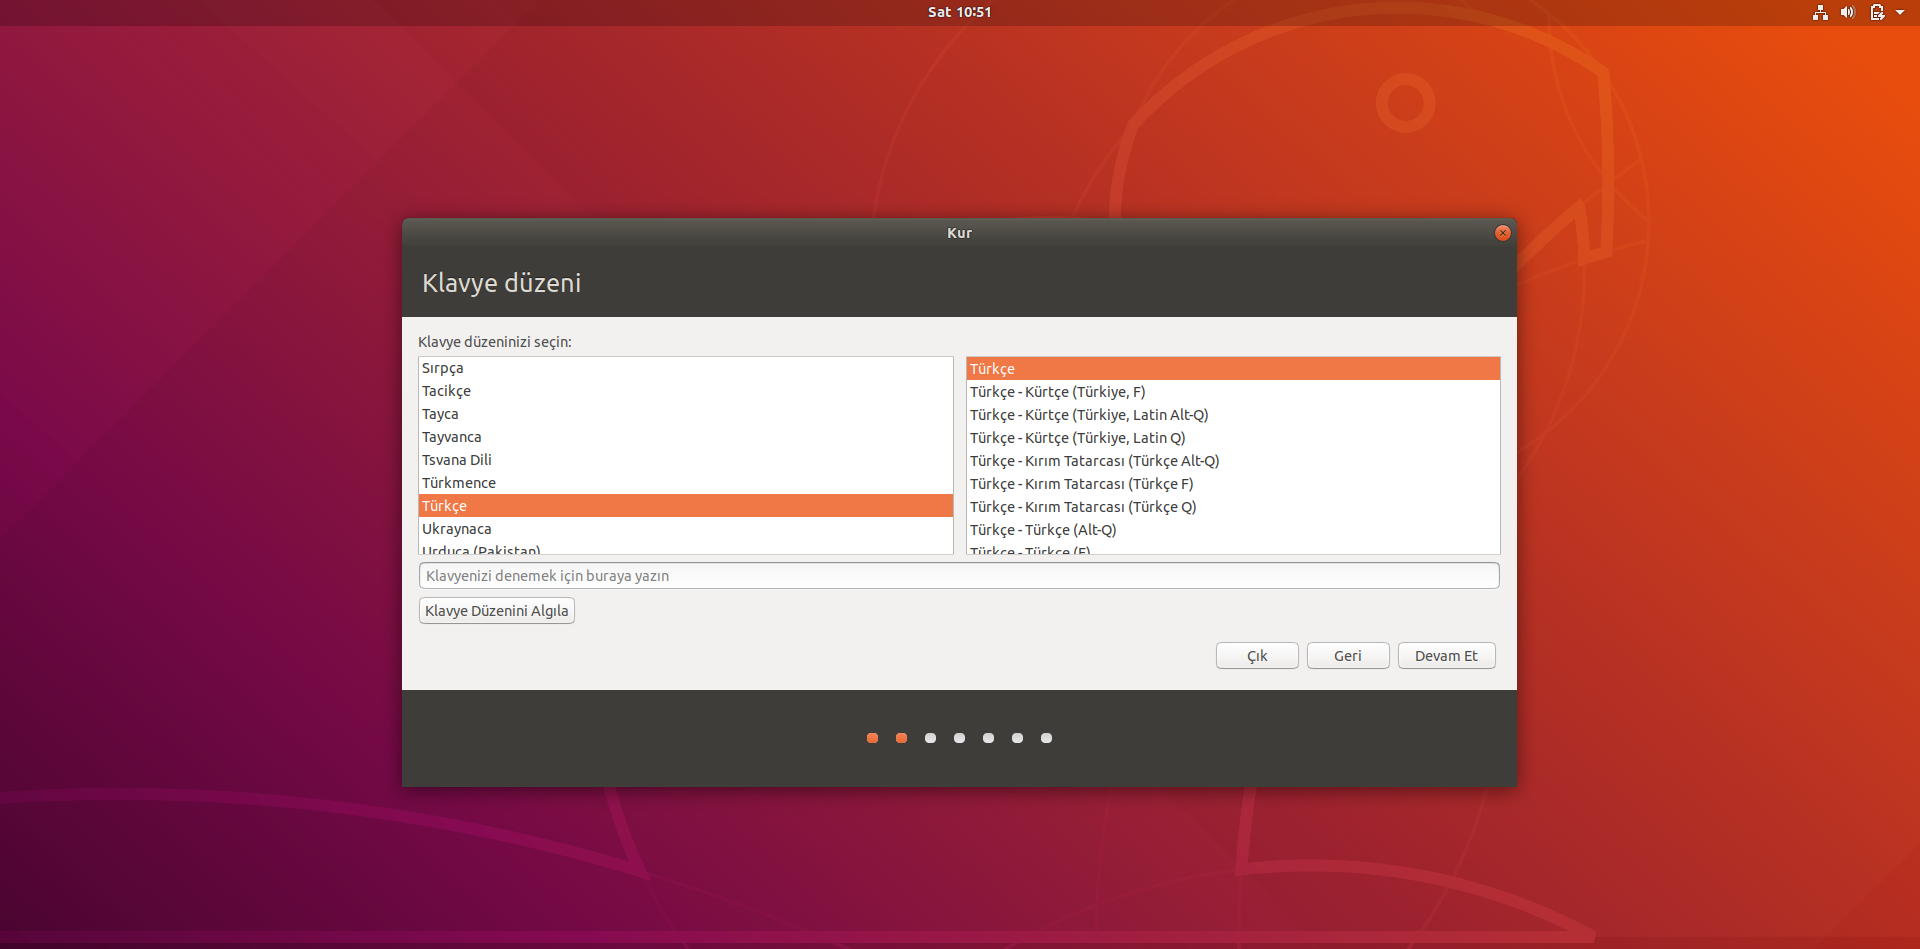 Sat 10:51
Kur
Klavye düzeni
Klavye düzeninizi seçin:
Sırpça
Tacikçe
Tayca
Tayvanca
Tsvana Dili
Türkmence
Türkçe
Ukraynaca
Urduca (Pakistan)
Türkçe
Türkçe - Kürtçe (Türkiye, F)
Türkçe - Kürtçe (Türkiye, Latin Alt-Q)
Türkçe - Kürtçe (Türkiye, Latin Q)
Türkçe - Kırım Tatarcası (Türkçe Alt-Q)
Türkçe - Kırım Tatarcası (Türkçe F)
Türkçe - Kırım Tatarcası (Türkçe Q)
Türkçe - Türkçe (Alt-Q)
Türkçe - Türkçe (F)
Klavyenizi denemek için buraya yazın
Klavye Düzenini Algıla
Çık
Geri
Devam Et